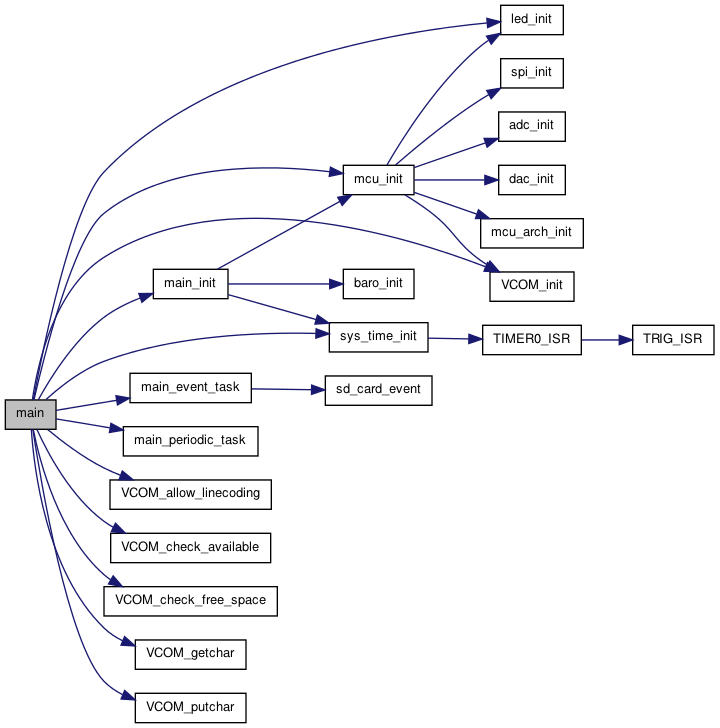 led_init
spi_init
adc_init
mcu_init
dac_init
mcu_arch_init
main_init
baro_init
VCOM_init
sys_time_init
TIMER0_ISR
TRIG_ISR
main_event_task
sd_card_event
main
main_periodic_task
VCOM_allow_linecoding
VCOM_check_available
VCOM_check_free_space
VCOM_getchar
VCOM_putchar